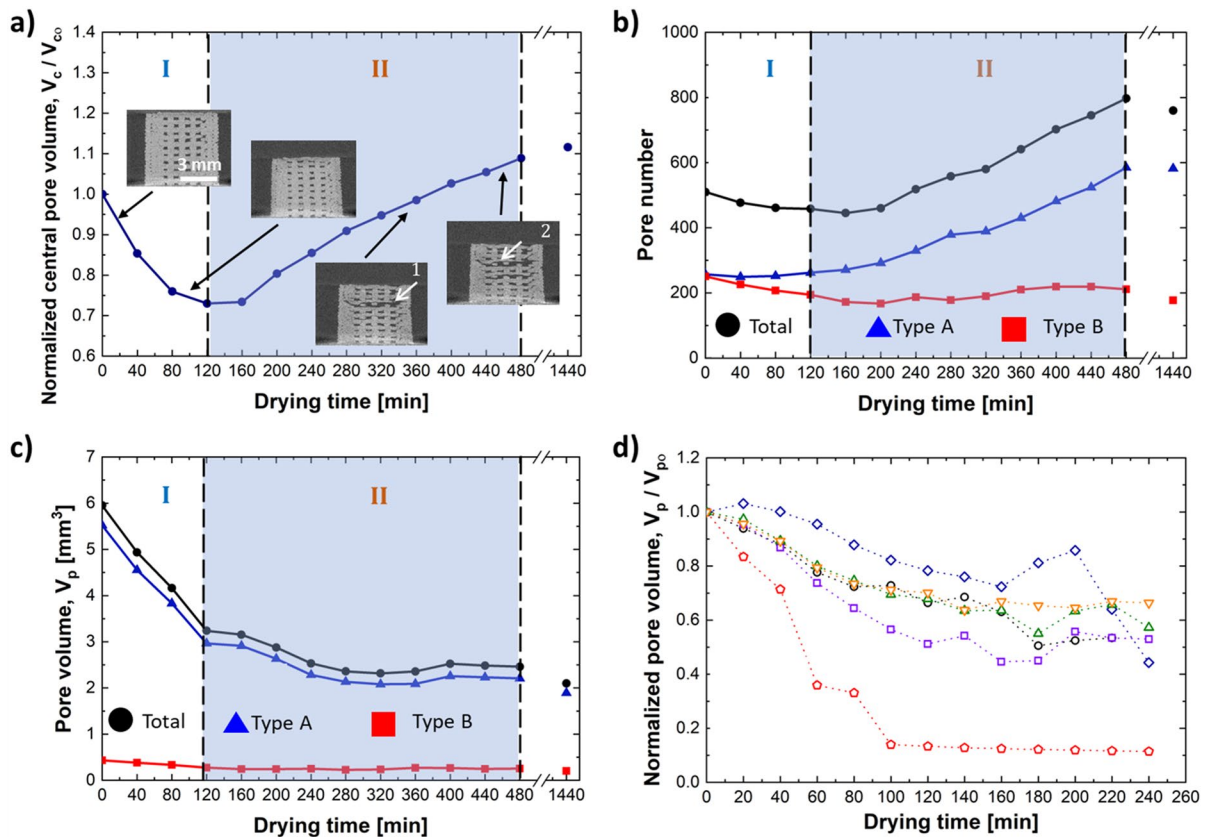 a)
Normalized central pore volume, V_c / V_co
1.4
1.3
1.2
1.1
1.0
0.9
0.8
0.7
0.6
I
II
3 mm
1
2
0 40 80 120 160 200 240 280 320 360 400 440 480 1440
Drying time [min]
b)
Pore number
1000
800
600
400
200
0
I
II
Total Type A Type B
0 40 80 120 160 200 240 280 320 360 400 440 480 1440
Drying time [min]
c)
Pore volume, V_p [mm³]
7
6
5
4
3
2
1
0
I
II
Total Type A Type B
0 40 80 120 160 200 240 280 320 360 400 440 480 1440
Drying time [min]
d)
Normalized pore volume, V_p / V_po
1.2
1.0
0.8
0.6
0.4
0.2
0.0
0 20 40 60 80 100 120 140 160 180 200 220 240 260
Drying time [min]